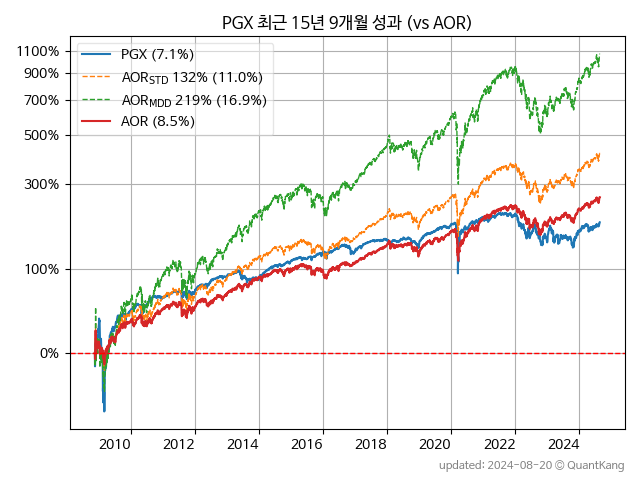 PGX 최근 15년 9개월 성과 (vs AOR)
1100%
900%
700%
500%
300%
100%
0%
PGX (7.1%)
AORSTD 132% (11.0%)
AORMDD 219% (16.9%)
AOR (8.5%)
2010 2012 2014 2016 2018 2020 2022 2024
updated: 2024-08-20 © QuantKang